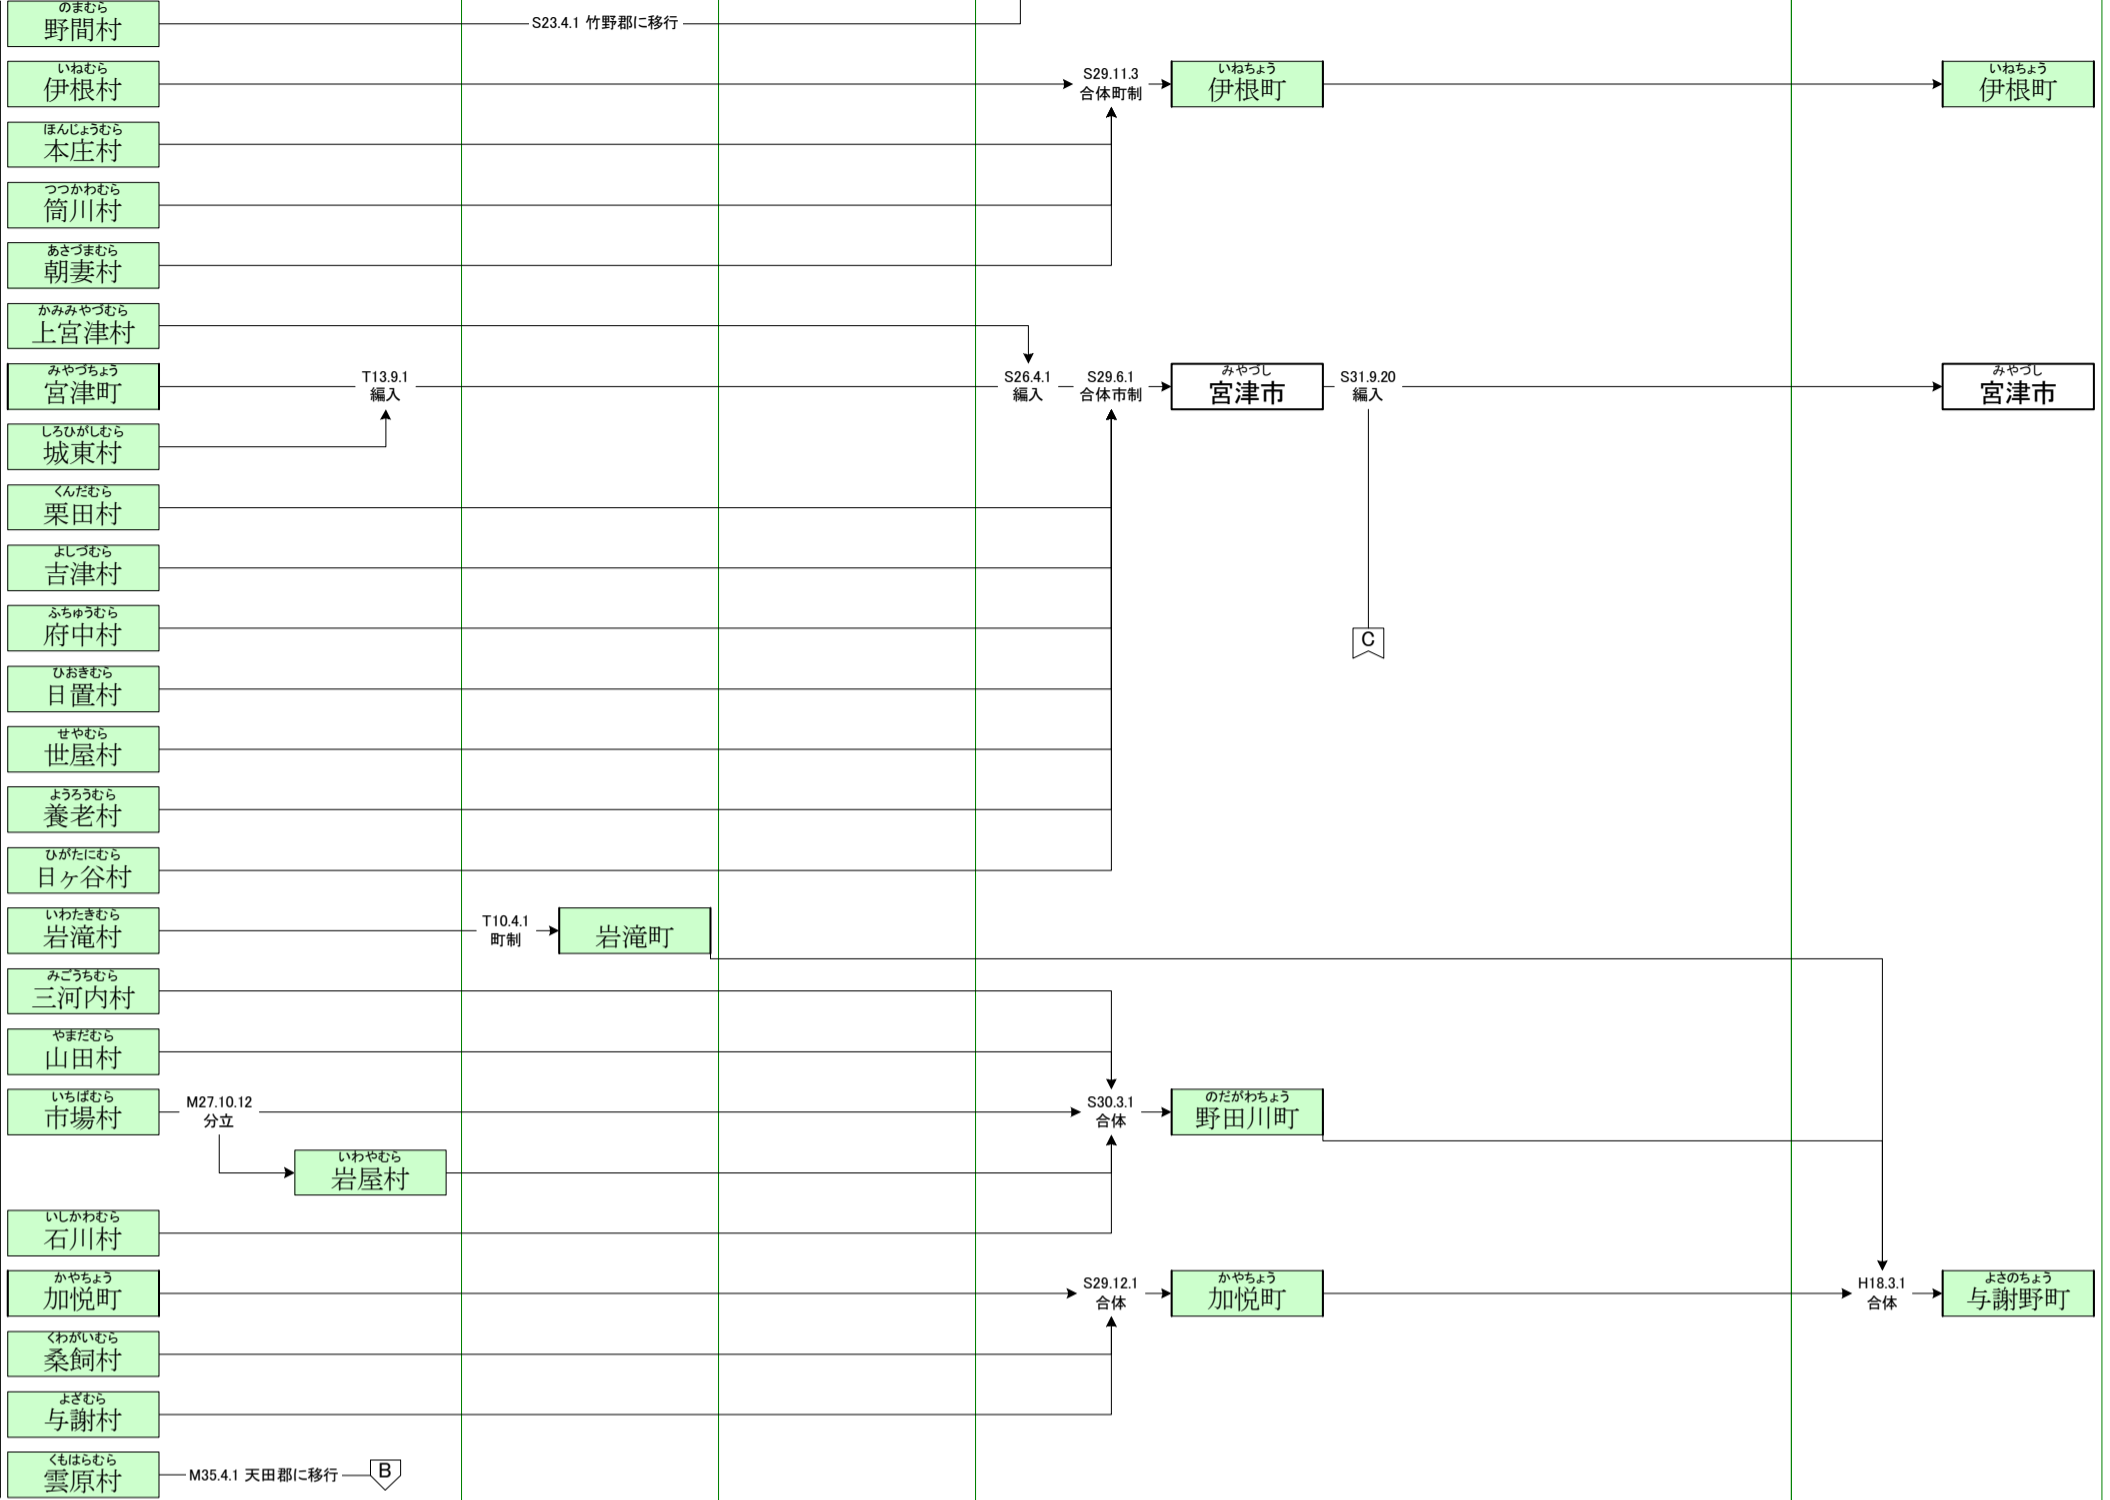 のまむら
野間村
S23.4.1 竹野郡に移行
いねむら
伊根村
S29.11.3
合体町制
いねちょう
伊根町
いねちょう
伊根町
ほんじょうむら
本庄村
つつかわむら
筒川村
あさづまむら
朝妻村
かみみやづむら
上宮津村
みやづちょう
宮津町
T13.9.1
編入
S26.4.1
編入
S29.6.1
合体市制
みやづし
宮津市
S31.9.20
編入
みやづし
宮津市
しろひがしむら
城東村
くんだむら
栗田村
よしづむら
吉津村
ふちゅうむら
府中村
C
ひおきむら
日置村
せやむら
世屋村
ようろうむら
養老村
ひがたにむら
日ヶ谷村
いわたきむら
岩滝村
T10.4.1
町制
岩滝町
みごうちむら
三河内村
やまだむら
山田村
いちばむら
市場村
M27.10.12
分立
S30.3.1
合体
のだがわちょう
野田川町
いわやむら
岩屋村
いしかわむら
石川村
かやちょう
加悦町
S29.12.1
合体
かやちょう
加悦町
H18.3.1
合体
よさのちょう
与謝野町
くわがいむら
桑飼村
よざむら
与謝村
くもはらむら
雲原村
M35.4.1 天田郡に移行
B